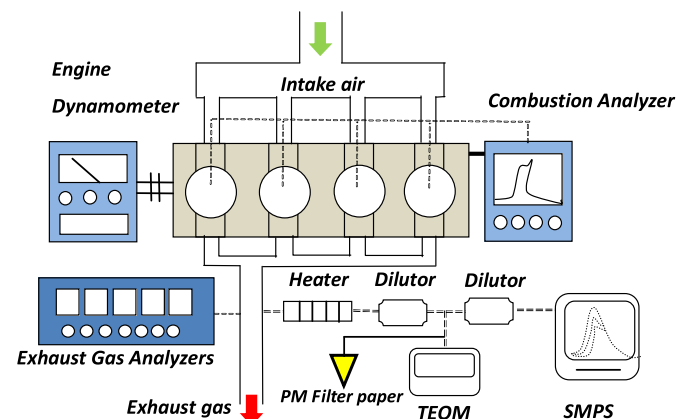 Engine
Dynamometer
Intake air
Combustion Analyzer
Heater
Dilutor
Dilutor
Exhaust Gas Analyzers
PM Filter paper
Exhaust gas
TEOM
SMPS